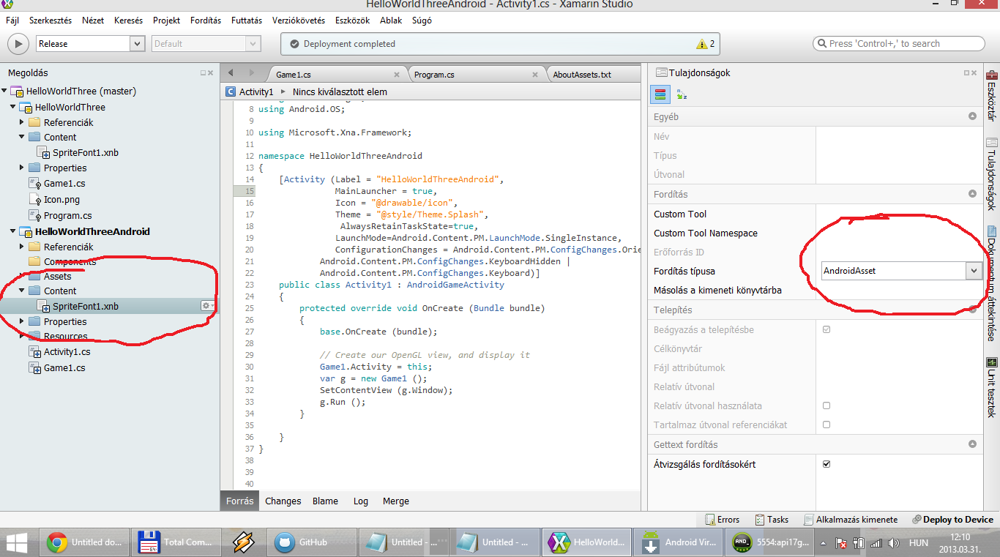 HelloWorldThreeAndroid - Activity1.cs - Xamarin Studio
Fájl Szerkesztés Nézet Keresés Projekt Fordítás Futtatás Verziókövetés Eszközök Ablak Súgó
Release Default Deployment completed 2 Press 'Control+,' to search
Megoldás
HelloWorldThree (master)
HelloWorldThree
Referenciák
Content
SpriteFont1.xnb
Properties
Game1.cs
Icon.png
Program.cs
HelloWorldThreeAndroid
Referenciák
Components
Assets
Content
SpriteFont1.xnb
Properties
Resources
Activity1.cs
Game1.cs
Game1.cs Program.cs AboutAssets.txt
Activity1 Nincs kiválasztott elem
8 using Android.OS;
9
10 using Microsoft.Xna.Framework;
11
12 namespace HelloWorldThreeAndroid
13 {
14 [Activity (Label = "HelloWorldThreeAndroid",
15 MainLauncher = true,
16 Icon = "@drawable/icon",
17 Theme = "@style/Theme.Splash",
18 AlwaysRetainTaskState=true,
19 LaunchMode=Android.Content.PM.LaunchMode.SingleInstance,
20 ConfigurationChanges = Android.Content.PM.ConfigChanges.Orie
21 Android.Content.PM.ConfigChanges.KeyboardHidden |
22 Android.Content.PM.ConfigChanges.Keyboard)]
23 public class Activity1 : AndroidGameActivity
24 {
25 protected override void OnCreate (Bundle bundle)
26 {
27 base.OnCreate (bundle);
28
29 // Create our OpenGL view, and display it
30 Game1.Activity = this;
31 var g = new Game1 ();
32 SetContentView (g.Window);
33 g.Run ();
34 }
35
36 }
37 }
38
39
40
Forrás Changes Blame Log Merge
Tulajdonságok
Egyéb
Név
Típus
Útvonal
Fordítás
Custom Tool
Custom Tool Namespace
Erőforrás ID
Fordítás típusa AndroidAsset
Másolás a kimeneti könyvtárba
Telepítés
Beágyazás a telepítésbe
Célkönyvtár
Fájl attribútumok
Relatív útvonal
Relatív útvonal használata
Tartalmaz útvonal referenciákat
Gettext fordítás
Átvizsgálás fordításokért
Eszköztár
Tulajdonságok
Dokumentum áttekintése
Unit tesztek
Errors Tasks Alkalmazás kimenete Deploy to Device
Untitled do... Total Com... GitHub Untitled - ... Untitled - ... HelloWorld... Android Vir... 5554:api17g... HUN 12:10
2013.03.31.